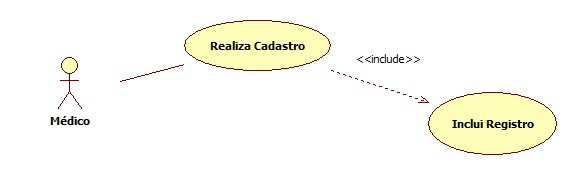 Realiza Cadastro
<<include>>
Médico
Inclui Registro